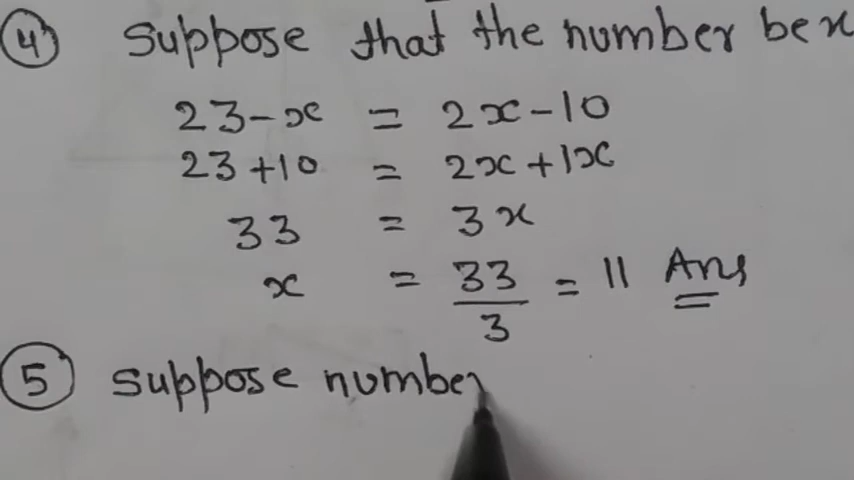 ④ Suppose that the number be x
23-x = 2x-10
23+10 = 2x+1x
33 = 3x
x = 33/3 = 11 Ans
⑤ Suppose number